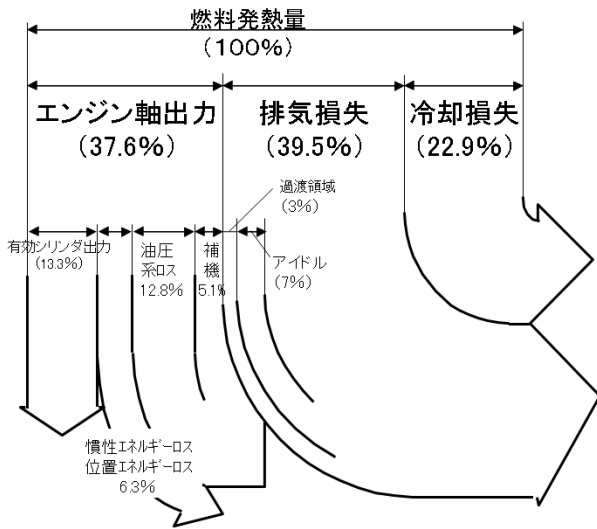 燃料発熱量
(100%)
エンジン軸出力
(37.6%)
排気損失
(39.5%)
冷却損失
(22.9%)
過渡領域
(3%)
有効シリンダ出力
(13.3%)
油圧
系ロス
12.8%
補
機
5.1%
アイドル
(7%)
慣性エネルギーロス
位置エネルギーロス
6.3%